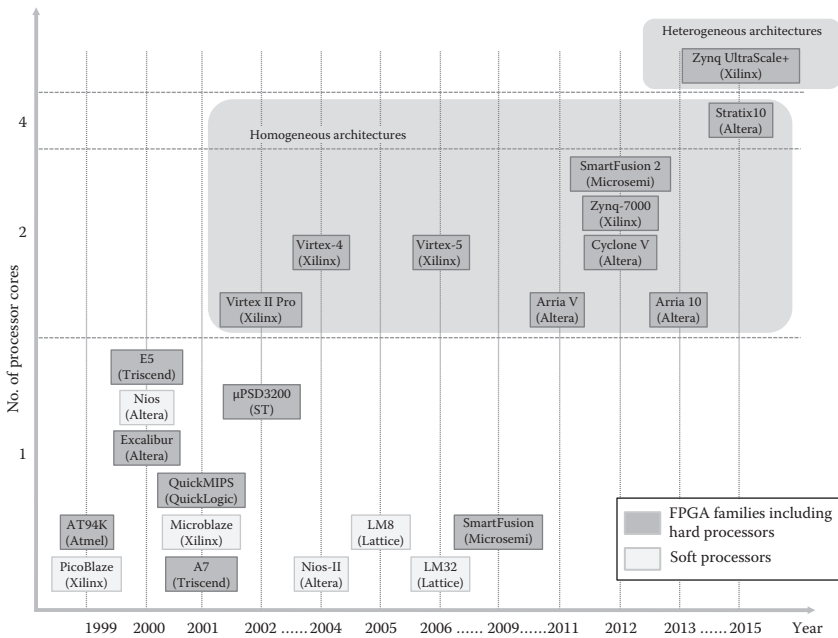 Heterogeneous architectures
Zynq UltraScale+
(Xilinx)
4
Stratix10
(Altera)
Homogeneous architectures
SmartFusion 2
(Microsemi)
Zynq-7000
(Xilinx)
2
Virtex-4
(Xilinx)
Virtex-5
(Xilinx)
Cyclone V
(Altera)
Virtex II Pro
(Xilinx)
Arria V
(Altera)
Arria 10
(Altera)
No. of processor cores
E5
(Triscend)
Nios
(Altera)
µPSD3200
(ST)
Excalibur
(Altera)
1
QuickMIPS
(QuickLogic)
AT94K
(Atmel)
Microblaze
(Xilinx)
LM8
(Lattice)
SmartFusion
(Microsemi)
PicoBlaze
(Xilinx)
A7
(Triscend)
Nios-II
(Altera)
LM32
(Lattice)
FPGA families including
hard processors
Soft processors
1999 2000 2001 2002 ......2004 2005 2006 ...... 2009......2011 2012 2013 ......2015 Year